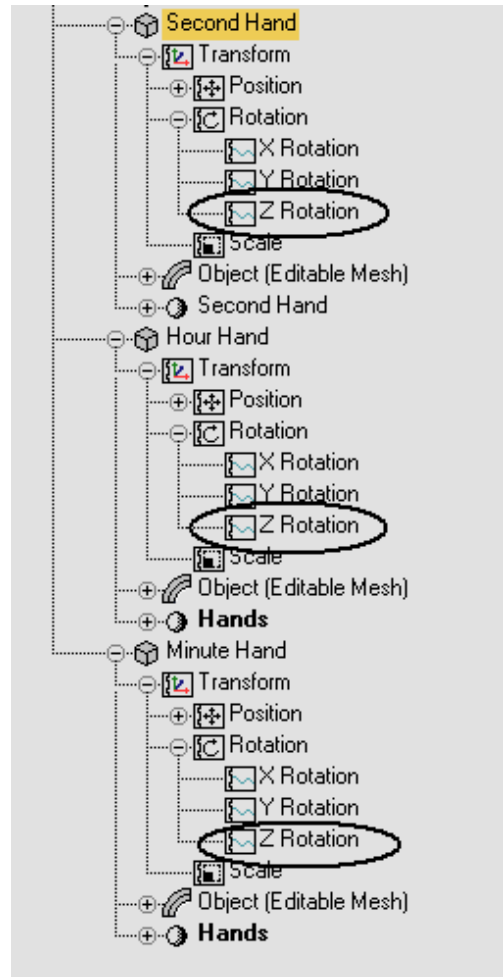 Second Hand
Transform
Position
Rotation
X Rotation
Y Rotation
Z Rotation
Scale
Object (Editable Mesh)
Second Hand
Hour Hand
Transform
Position
Rotation
X Rotation
Y Rotation
Z Rotation
Scale
Object (Editable Mesh)
Hands
Minute Hand
Transform
Position
Rotation
X Rotation
Y Rotation
Z Rotation
Scale
Object (Editable Mesh)
Hands